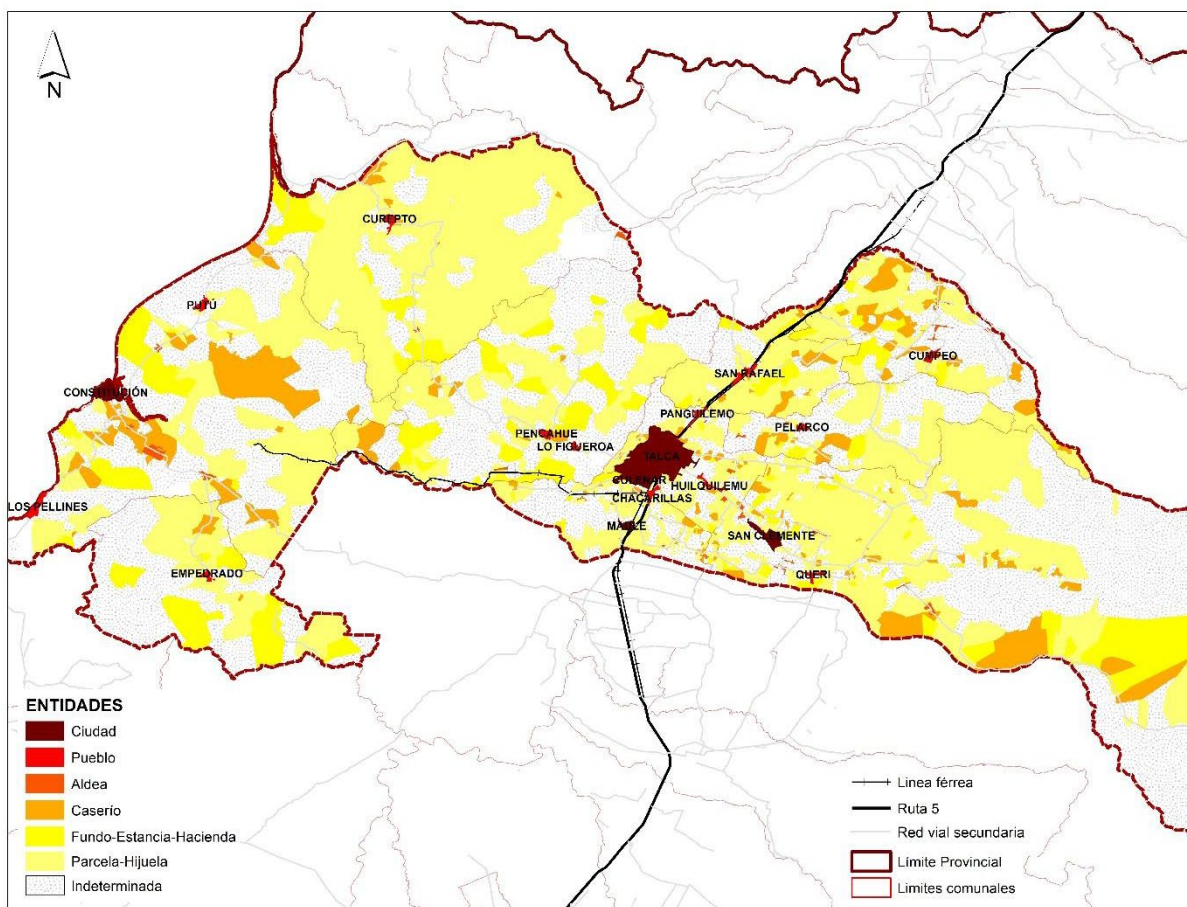 N
CUREPTO
PUTÚ
CUMPEO
SAN RAFAEL
CONSTITUCIÓN
PANGUILEMO
PELARCO
PENCAHUE
LO FIGUEROA
TALCA
CULENAR
HUILQUILEMU
CHACARILLAS
LOS PELLINES
MAULE
SAN CLEMENTE
EMPEDRADO
QUERI
ENTIDADES
Ciudad
Pueblo
Aldea
Caserío
Fundo-Estancia-Hacienda
Parcela-Hijuela
Indeterminada
Linea férrea
Ruta 5
Red vial secundaria
Límite Provincial
Limites comunales